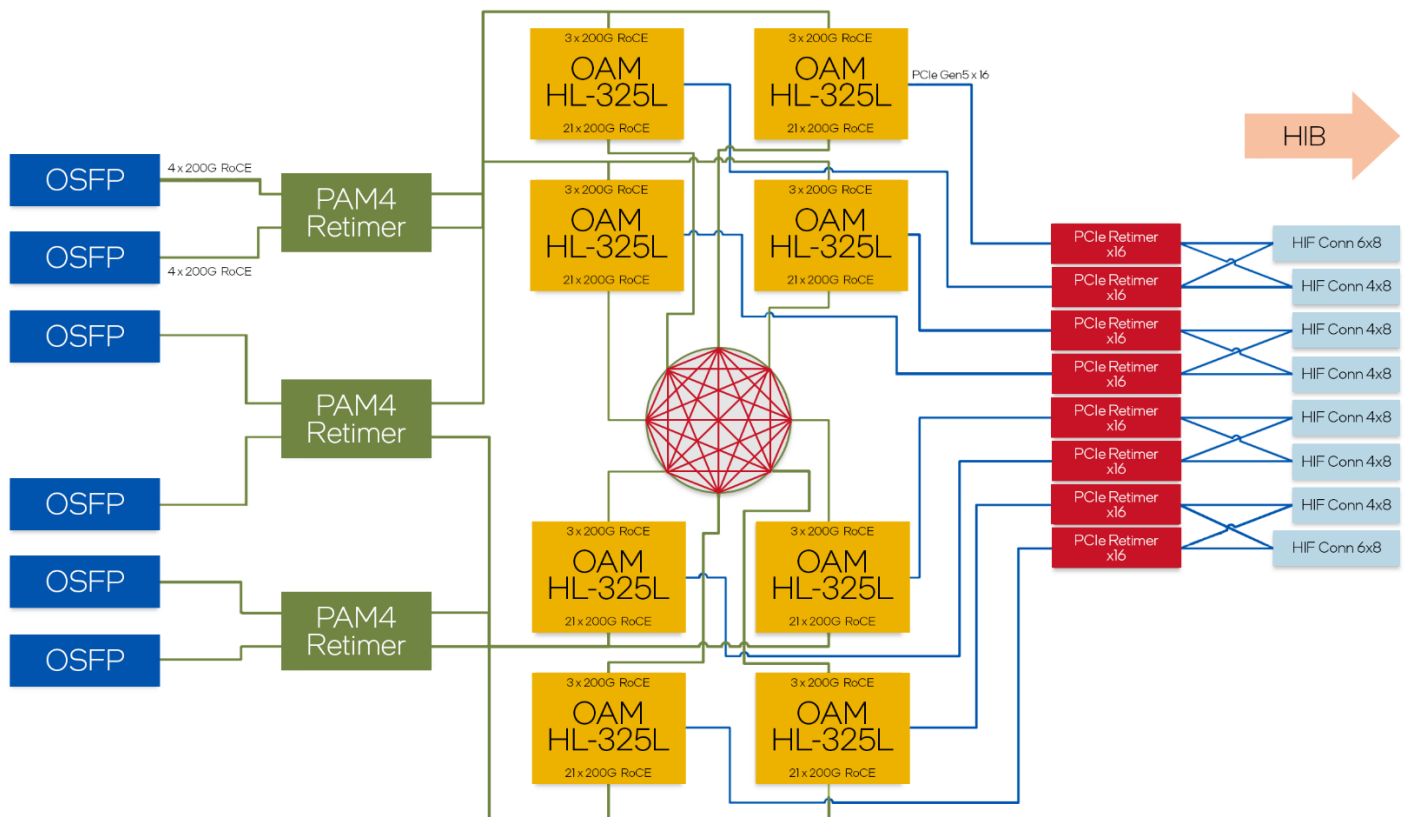 3 x 200G RoCE
OAM
HL-325L
21 x 200G RoCE
3 x 200G RoCE
OAM
HL-325L
21 x 200G RoCE
PCIe Gen5 x 16
HIB
OSFP
4 x 200G RoCE
PAM4
Retimer
OSFP
4 x 200G RoCE
3 x 200G RoCE
OAM
HL-325L
21 x 200G RoCE
3 x 200G RoCE
OAM
HL-325L
21 x 200G RoCE
OSFP
PAM4
Retimer
OSFP
PCIe Retimer
x16
PCIe Retimer
x16
PCIe Retimer
x16
PCIe Retimer
x16
PCIe Retimer
x16
PCIe Retimer
x16
PCIe Retimer
x16
PCIe Retimer
x16
HIF Conn 6x8
HIF Conn 4x8
HIF Conn 4x8
HIF Conn 4x8
HIF Conn 4x8
HIF Conn 4x8
HIF Conn 4x8
HIF Conn 6x8
OSFP
PAM4
Retimer
OSFP
3 x 200G RoCE
OAM
HL-325L
21 x 200G RoCE
3 x 200G RoCE
OAM
HL-325L
21 x 200G RoCE
3 x 200G RoCE
OAM
HL-325L
21 x 200G RoCE
3 x 200G RoCE
OAM
HL-325L
21 x 200G RoCE